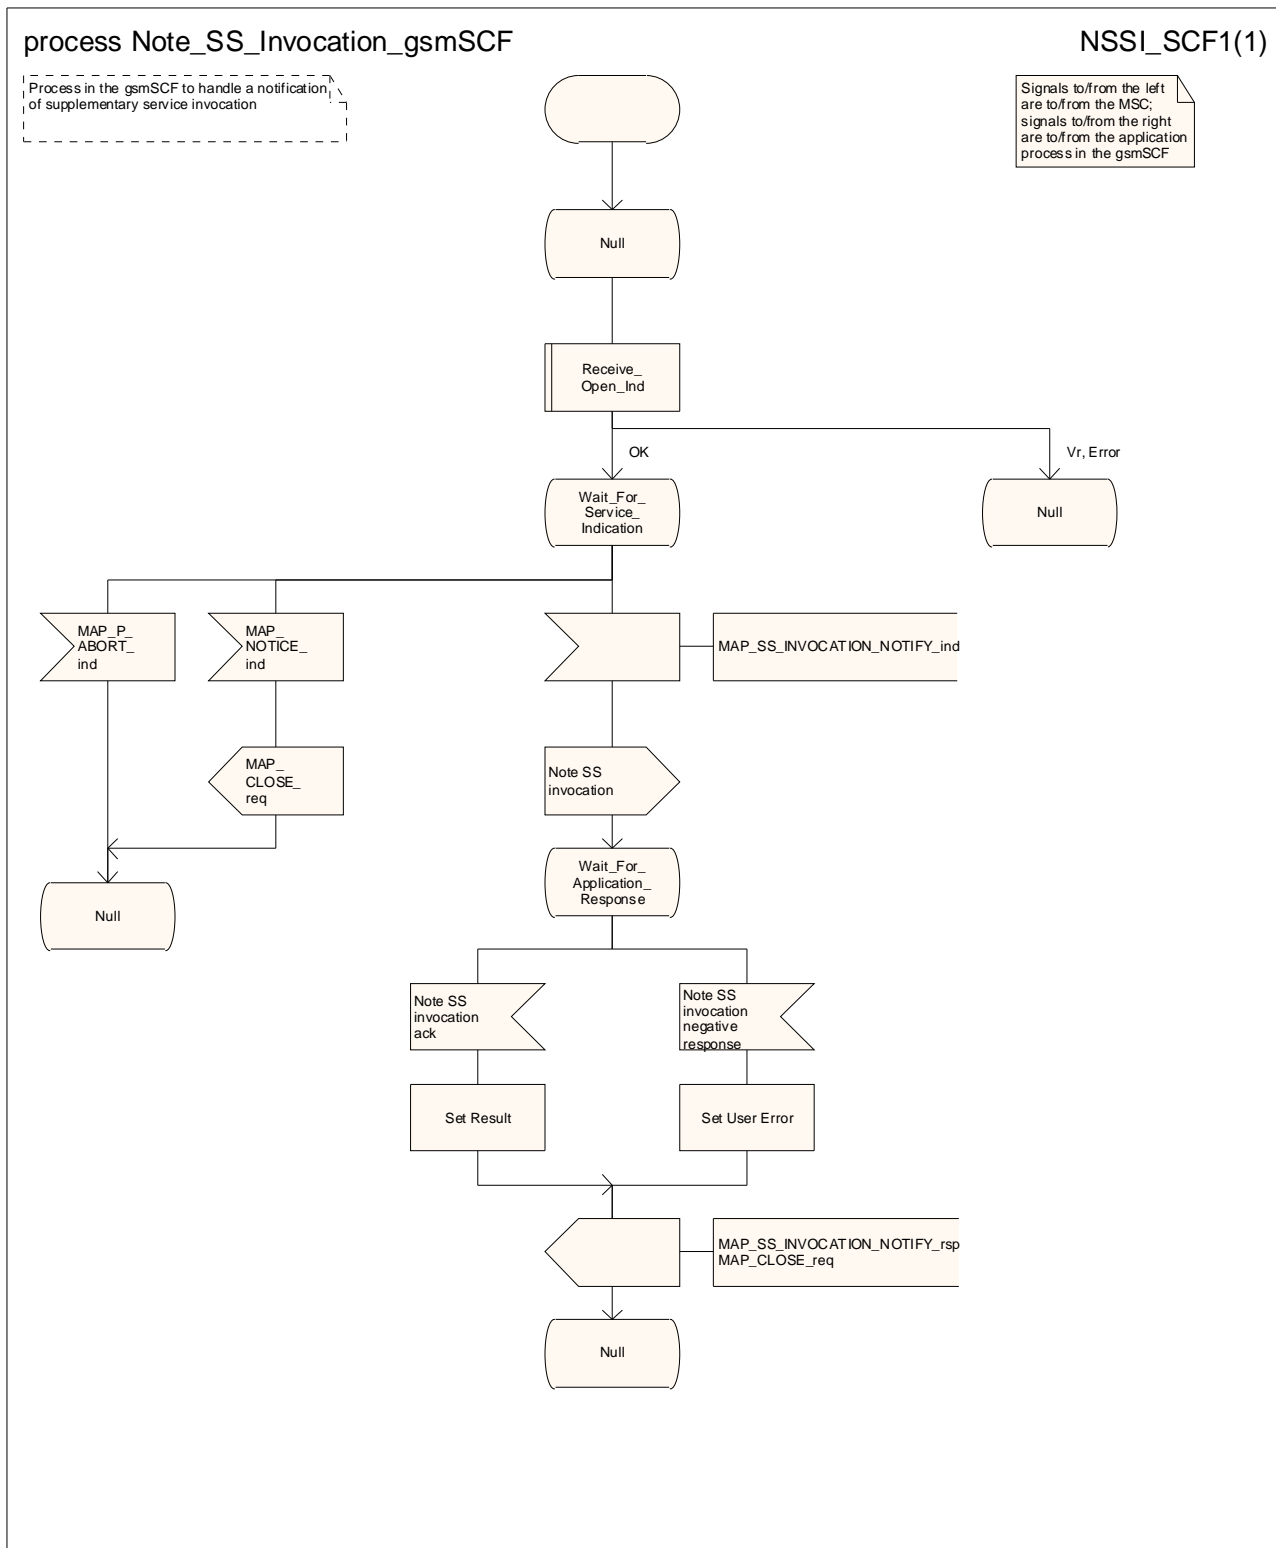 process Note_SS_Invocation_gsmSCF
NSSI_SCF1(1)
Process in the gsmSCF to handle a notification
of supplementary service invocation
Signals to/from the left
are to/from the MSC;
signals to/from the right
are to/from the application
process in the gsmSCF
Null
Receive_
Open_Ind
OK
Vr, Error
Wait_For_
Service_
Indication
Null
MAP_P_
ABORT_
ind
MAP_
NOTICE_
ind
MAP_SS_INVOCATION_NOTIFY_ind
MAP_
CLOSE_
req
Note SS
invocation
Wait_For_
Application_
Response
Null
Note SS
invocation
ack
Note SS
invocation
negative
response
Set Result
Set User Error
MAP_SS_INVOCATION_NOTIFY_rsp
MAP_CLOSE_req
Null